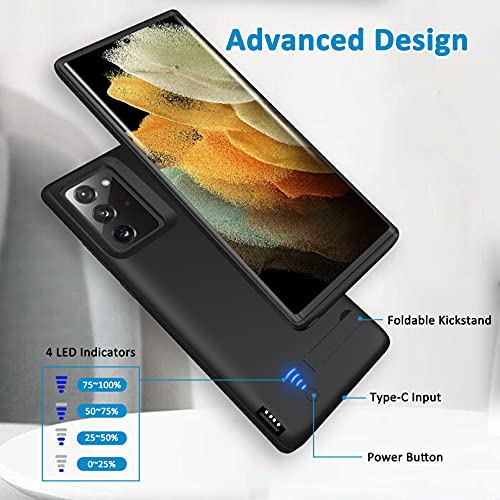 Advanced Design
Foldable Kickstand
4 LED Indicators
75~100%
50~75%
25~50%
0~25%
Type-C Input
Power Button